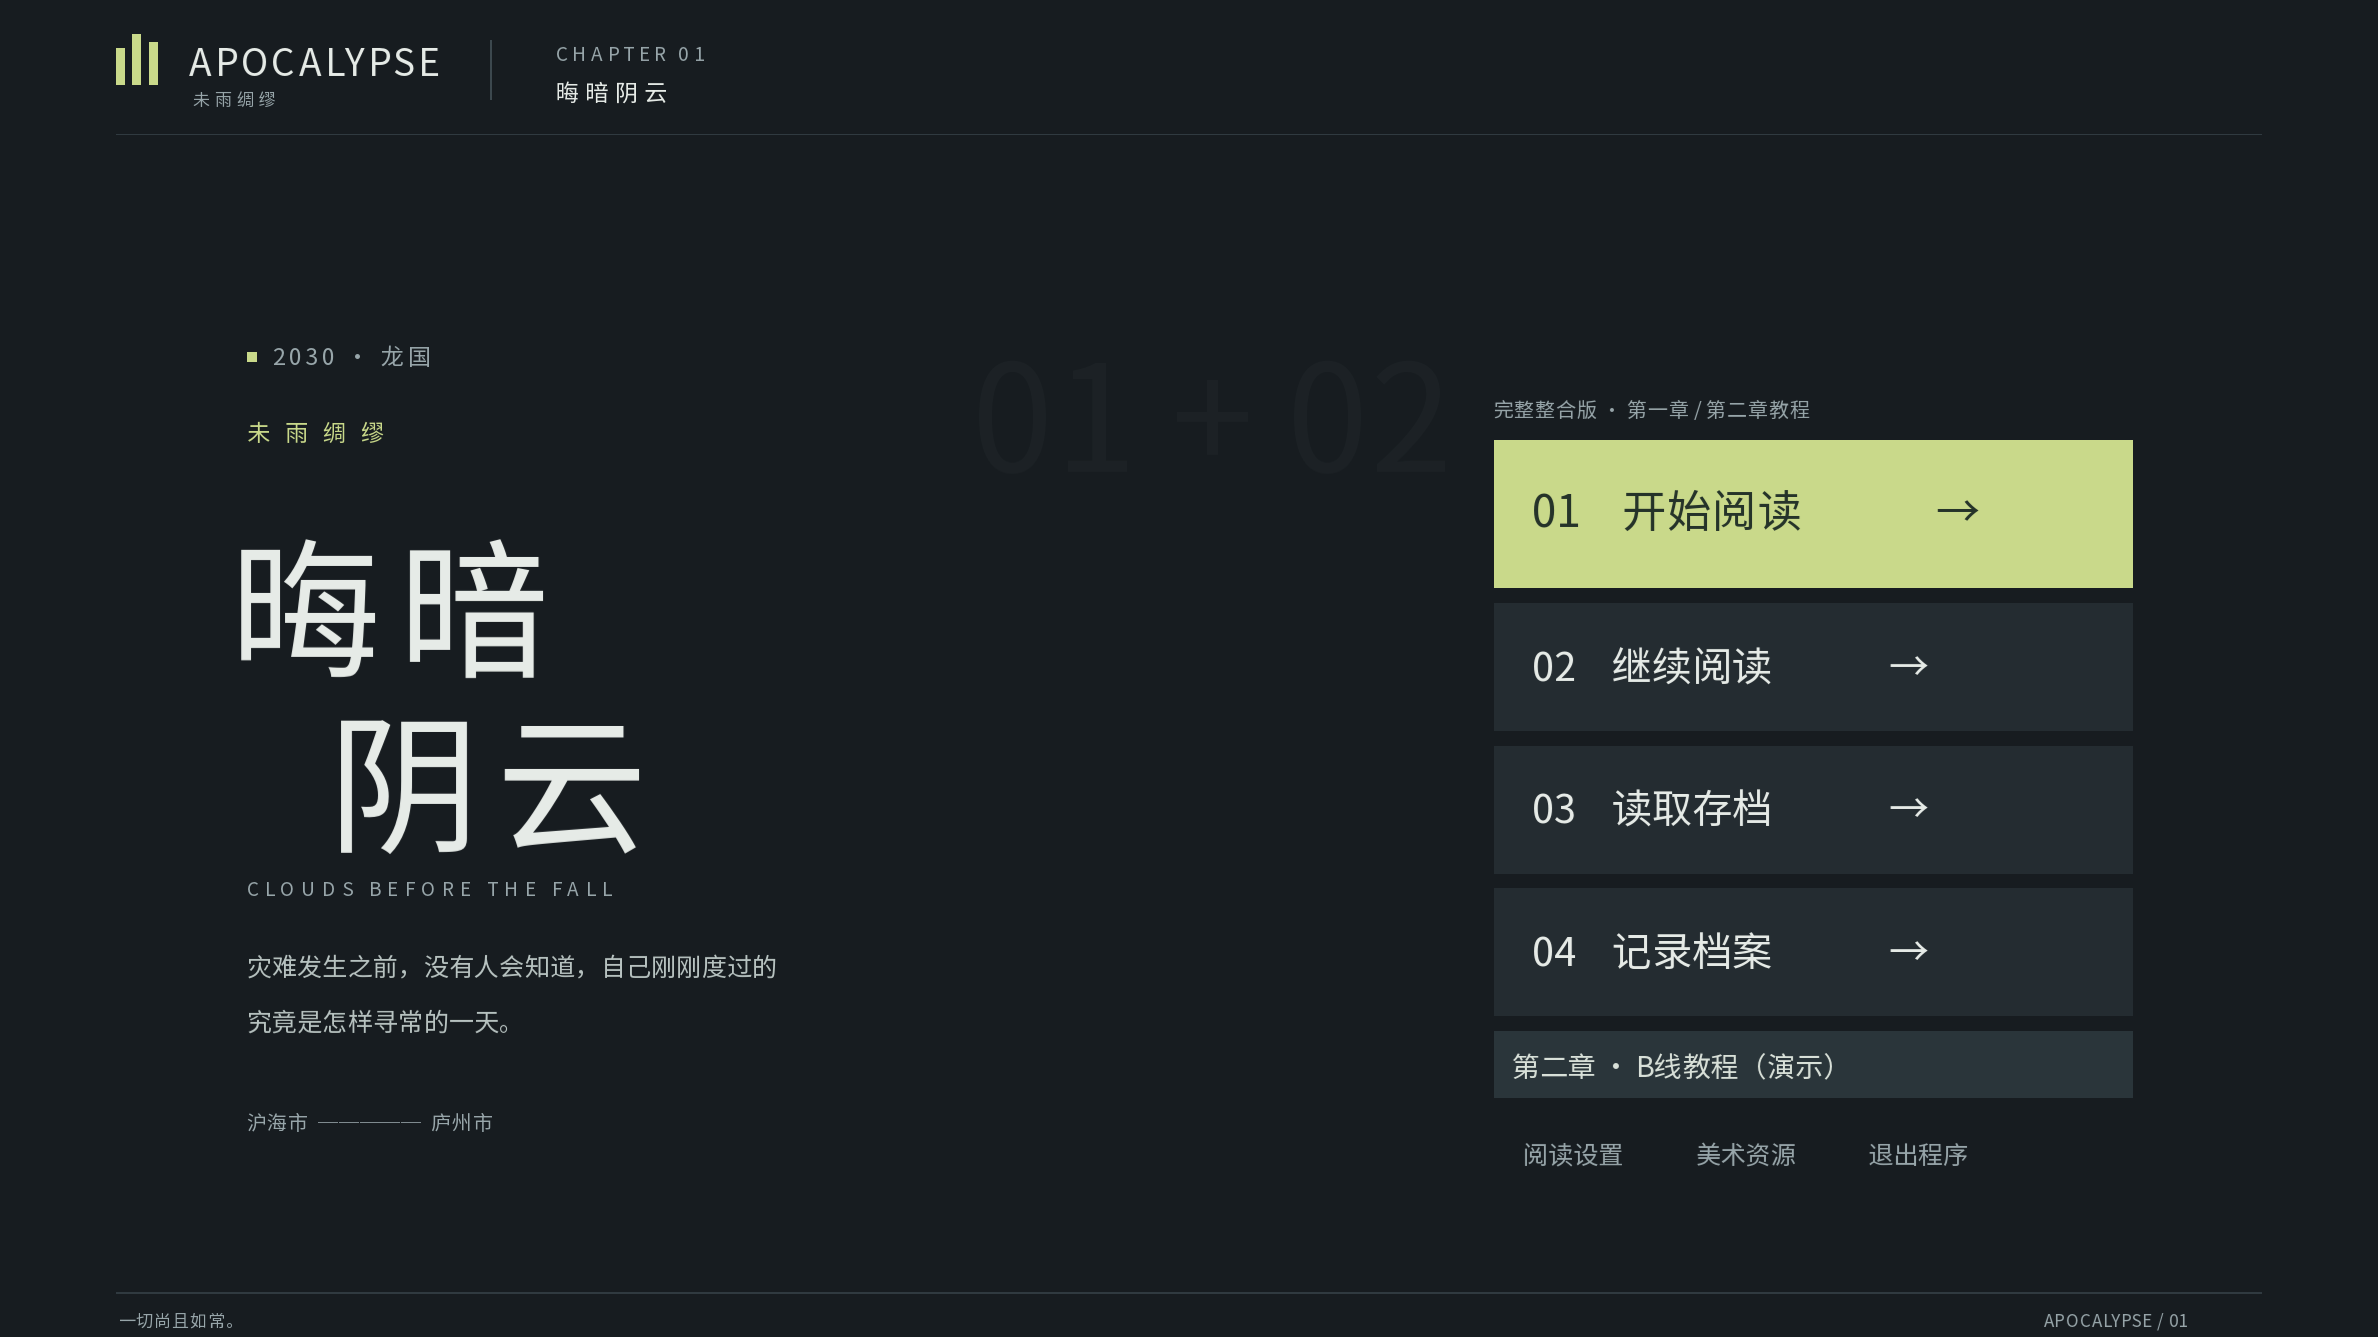 APOCALYPSE
未雨绸缪
CHAPTER 01
晦暗阴云
2030 · 龙国
未雨绸缪
晦暗
阴云
CLOUDS BEFORE THE FALL
灾难发生之前，没有人会知道，自己刚刚度过的
究竟是怎样寻常的一天。
沪海市 ————— 庐州市
01 + 02
完整整合版 · 第一章 / 第二章教程
01 开始阅读 →
02 继续阅读 →
03 读取存档 →
04 记录档案 →
第二章 · B线教程（演示）
阅读设置 美术资源 退出程序
一切尚且如常。
APOCALYPSE / 01